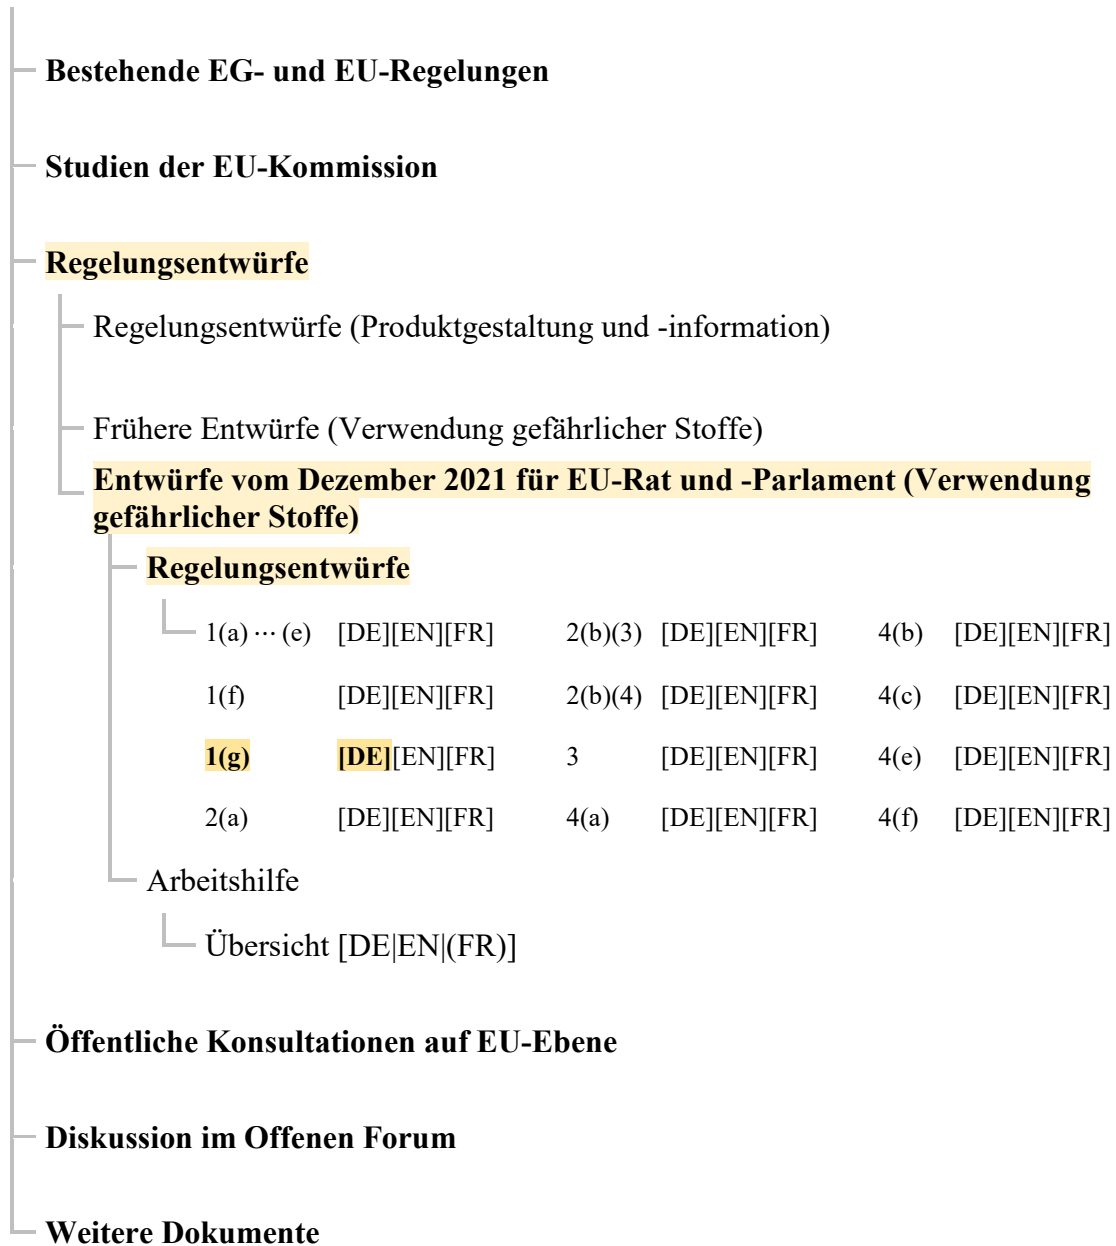 Bestehende EG- und EU-Regelungen
Studien der EU-Kommission
Regelungsentwürfe
Regelungsentwürfe (Produktgestaltung und -information)
Frühere Entwürfe (Verwendung gefährlicher Stoffe)
Entwürfe vom Dezember 2021 für EU-Rat und -Parlament (Verwendung
gefährlicher Stoffe)
Regelungsentwürfe
1(a) ··· (e) [DE][EN][FR] 2(b)(3) [DE][EN][FR] 4(b) [DE][EN][FR]
1(f) [DE][EN][FR] 2(b)(4) [DE][EN][FR] 4(c) [DE][EN][FR]
1(g) [DE][EN][FR] 3 [DE][EN][FR] 4(e) [DE][EN][FR]
2(a) [DE][EN][FR] 4(a) [DE][EN][FR] 4(f) [DE][EN][FR]
Arbeitshilfe
Übersicht [DE|EN|(FR)]
Öffentliche Konsultationen auf EU-Ebene
Diskussion im Offenen Forum
Weitere Dokumente